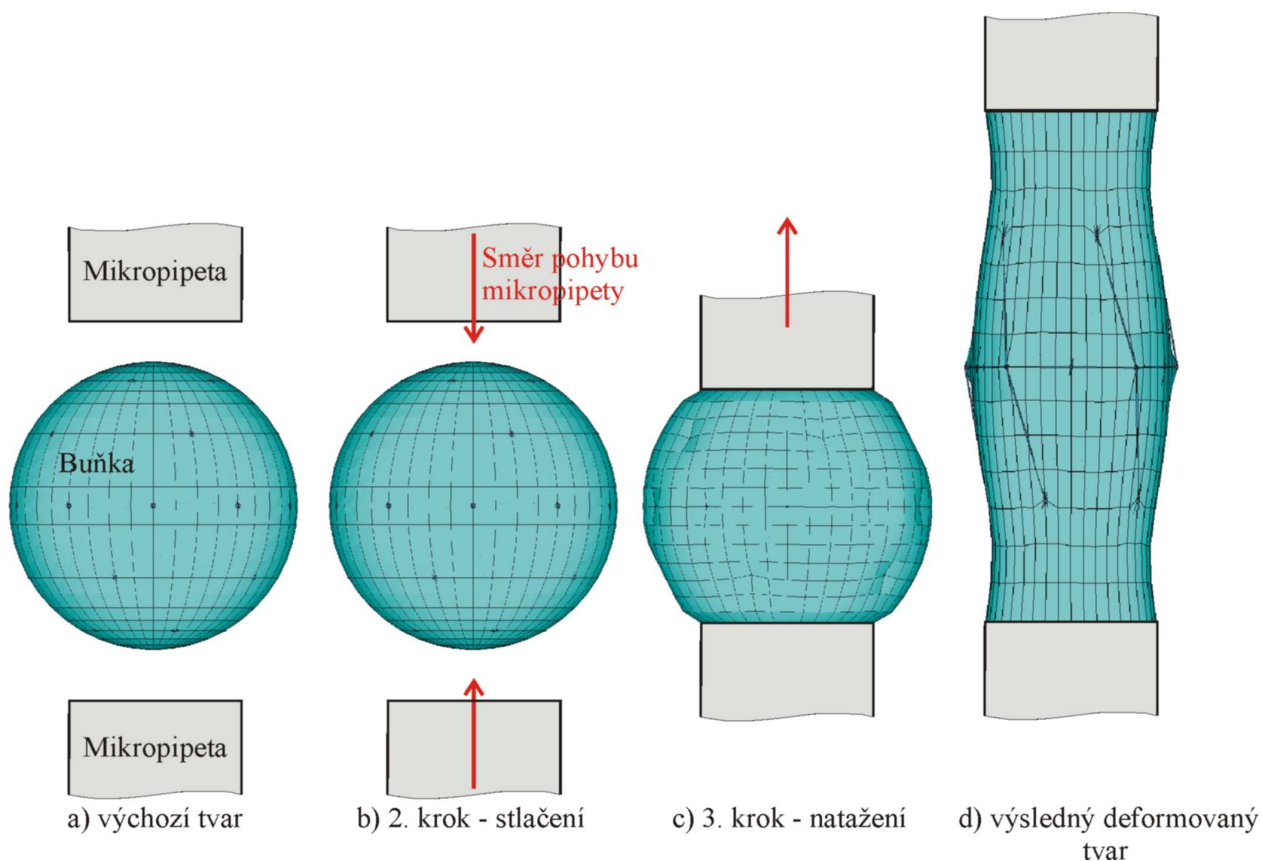 Mikropipeta
Buňka
Mikropipeta
a) výchozí tvar
Směr pohybu
mikropipety
b) 2. krok - stlačení
c) 3. krok - natažení
d) výsledný deformovaný
tvar